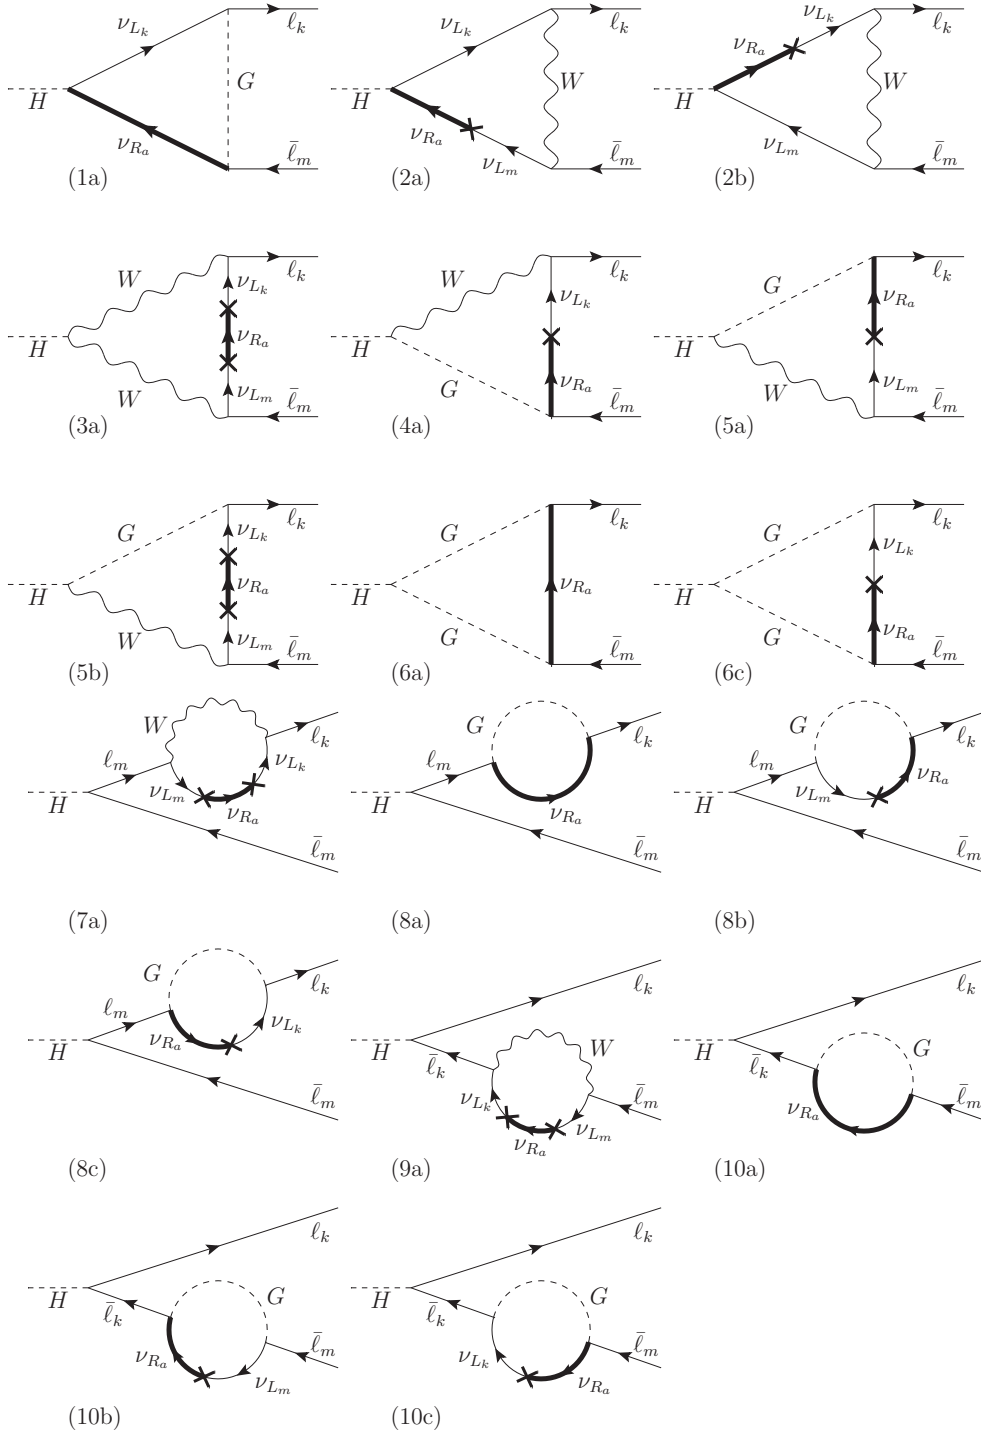 ν_{L_k} ℓ_k G H ν_{R_a} ℓ̄_m (1a)
ν_{L_k} ℓ_k W H ν_{R_a} ν_{L_m} ℓ̄_m (2a)
ν_{L_k} ℓ_k ν_{R_a} W H ν_{L_m} ℓ̄_m (2b)
W ν_{L_k} ℓ_k H ν_{R_a} W ν_{L_m} ℓ̄_m (3a)
W ν_{L_k} ℓ_k H G ν_{R_a} ℓ̄_m (4a)
G ν_{R_a} ℓ_k H W ν_{L_m} ℓ̄_m (5a)
G ν_{L_k} ℓ_k H ν_{R_a} W ν_{L_m} ℓ̄_m (5b)
G ℓ_k H ν_{R_a} G ℓ̄_m (6a)
G ν_{L_k} ℓ_k H G ν_{R_a} ℓ̄_m (6c)
W ℓ_k ℓ_m ν_{L_k} H ν_{L_m} ν_{R_a} ℓ̄_m (7a)
G ℓ_k ℓ_m H ν_{R_a} ℓ̄_m (8a)
G ℓ_k ℓ_m ν_{R_a} H ν_{L_m} ℓ̄_m (8b)
G ℓ_k ℓ_m ν_{L_k} H ν_{R_a} ℓ̄_m (8c)
ℓ_k H W ℓ̄_k ν_{L_k} ℓ̄_m ν_{L_m} ν_{R_a} (9a)
ℓ_k H G ℓ̄_k ℓ̄_m ν_{R_a} (10a)
ℓ_k H G ℓ̄_k ℓ̄_m ν_{R_a} ν_{L_m} (10b)
ℓ_k H G ℓ̄_k ℓ̄_m ν_{L_k} ν_{R_a} (10c)